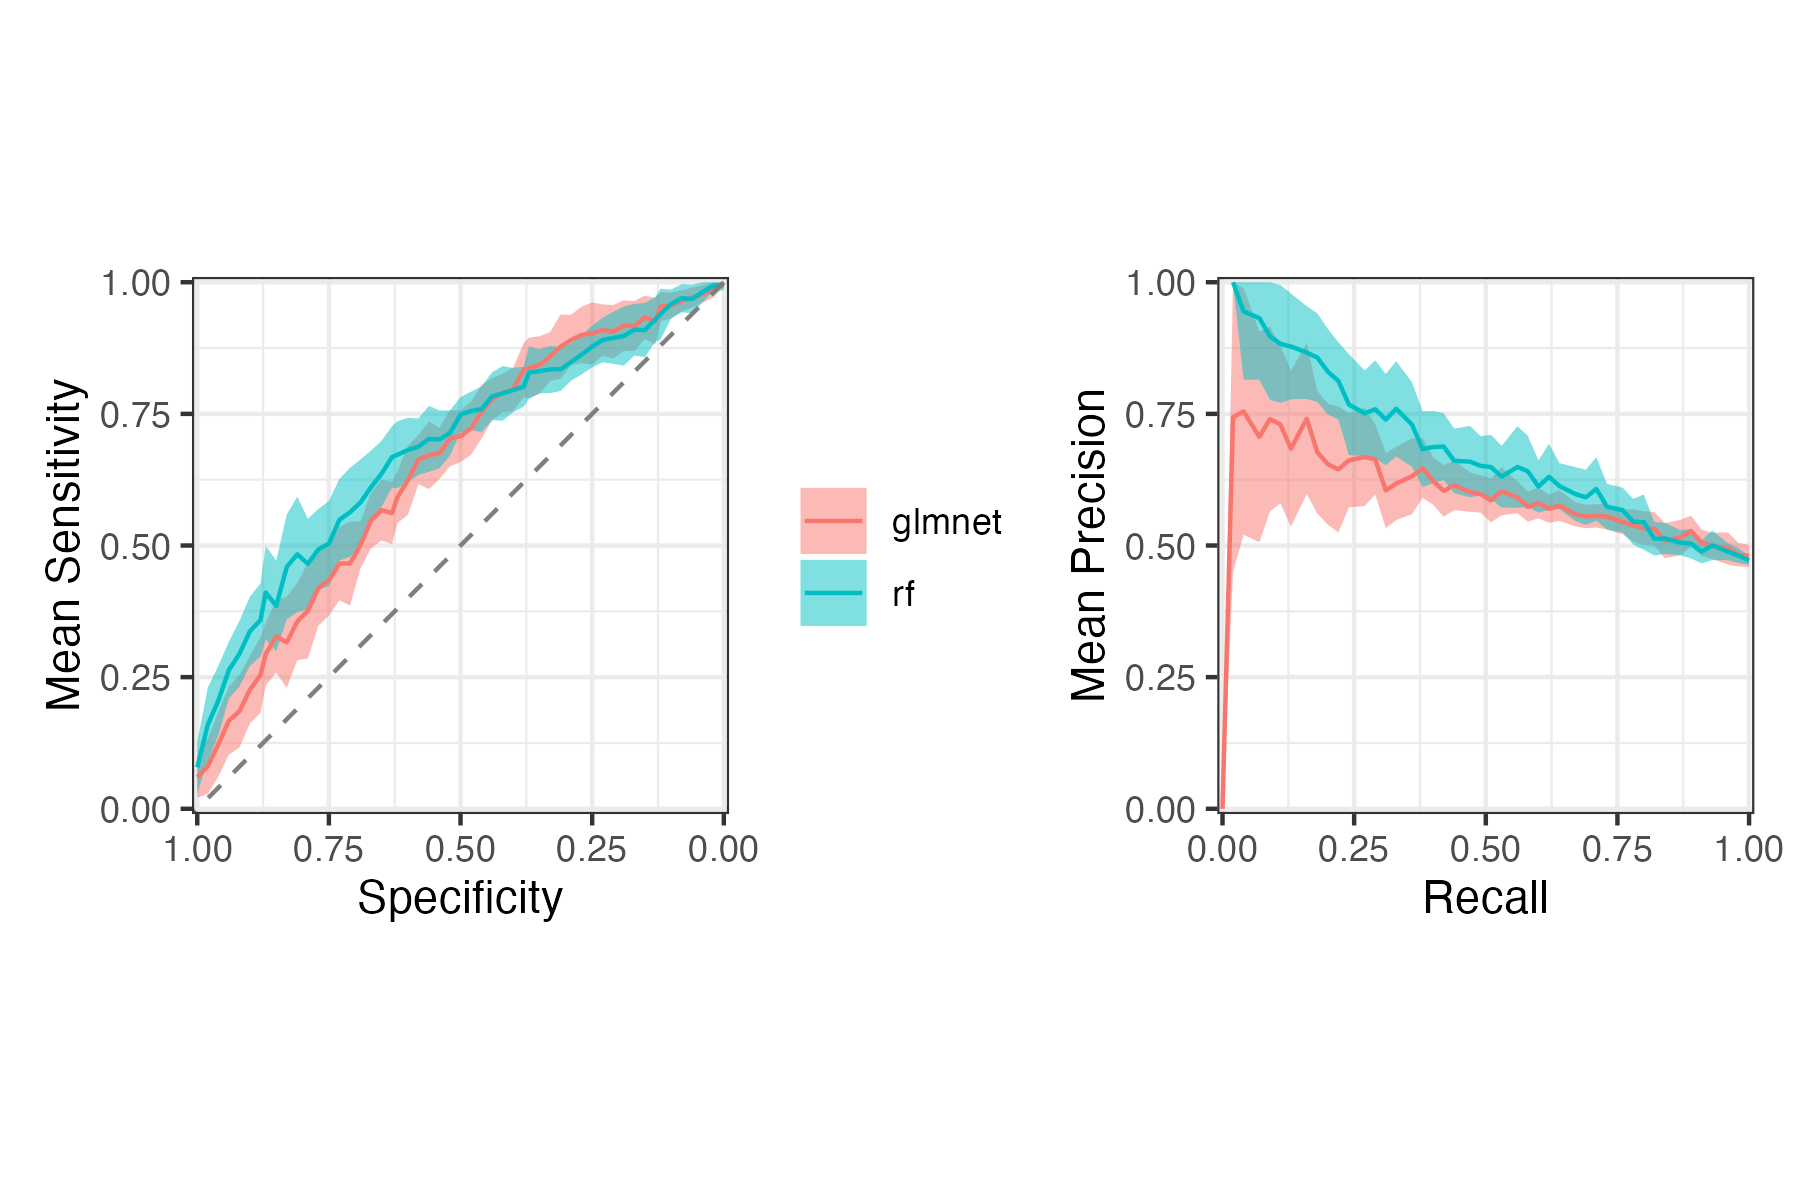 Mean Sensitivity
1.00
0.75
0.50
0.25
0.00
1.00 0.75 0.50 0.25 0.00
Specificity
glmnet
rf
Mean Precision
1.00
0.75
0.50
0.25
0.00
0.00 0.25 0.50 0.75 1.00
Recall